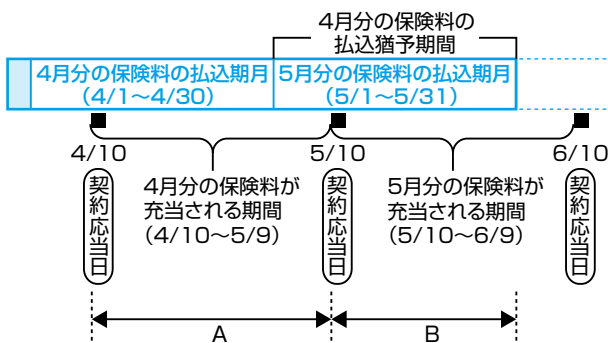 4月分の保険料の
払込猶予期間
4月分の保険料の払込期月
（4/1～4/30）
5月分の保険料の払込期月
（5/1～5/31）
4/10
5/10
6/10
契約応当日
4月分の保険料が
充当される期間
（4/10～5/9）
契約応当日
5月分の保険料が
充当される期間
（5/10～6/9）
契約応当日
A
B